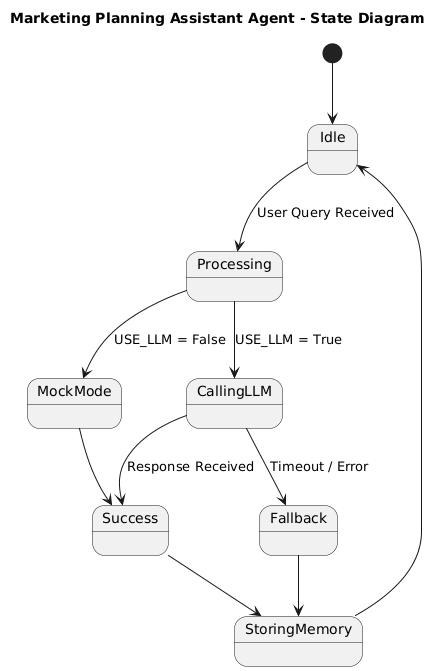 Marketing Planning Assistant Agent - State Diagram
Idle
User Query Received
Processing
USE_LLM = False
USE_LLM = True
MockMode
CallingLLM
Response Received
Timeout / Error
Success
Fallback
StoringMemory